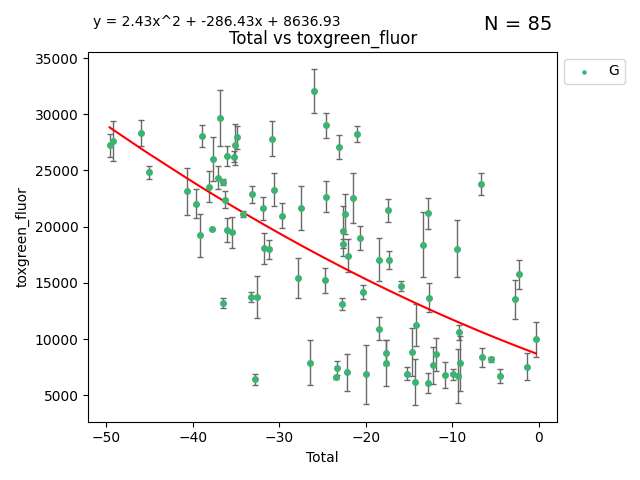 y = 2.43x^2 + -286.43x + 8636.93
N = 85
Total vs toxgreen_fluor
G
35000
30000
25000
20000
15000
10000
5000
toxgreen_fluor
−50
−40
−30
−20
−10
0
Total